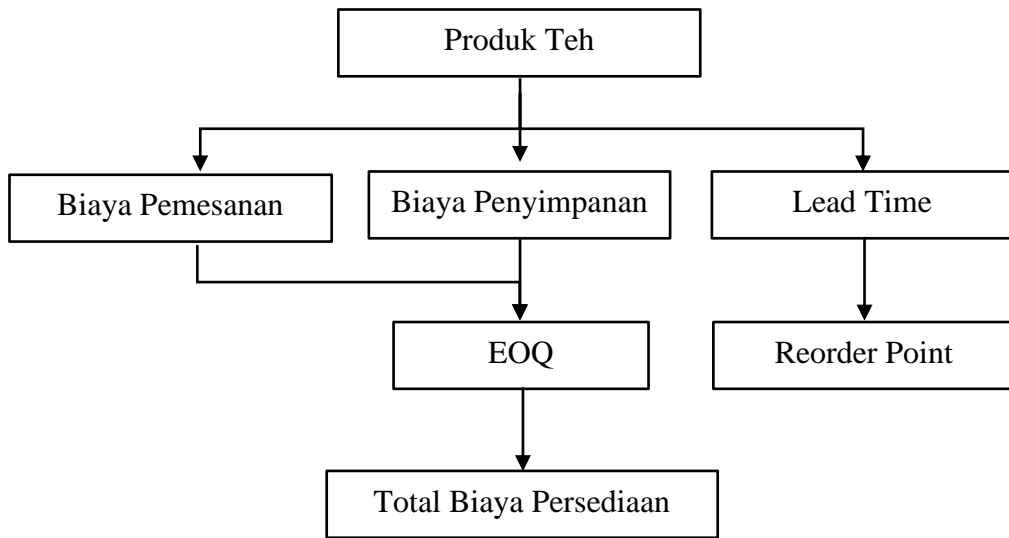 Produk Teh
Biaya Pemesanan
Biaya Penyimpanan
Lead Time
EOQ
Reorder Point
Total Biaya Persediaan